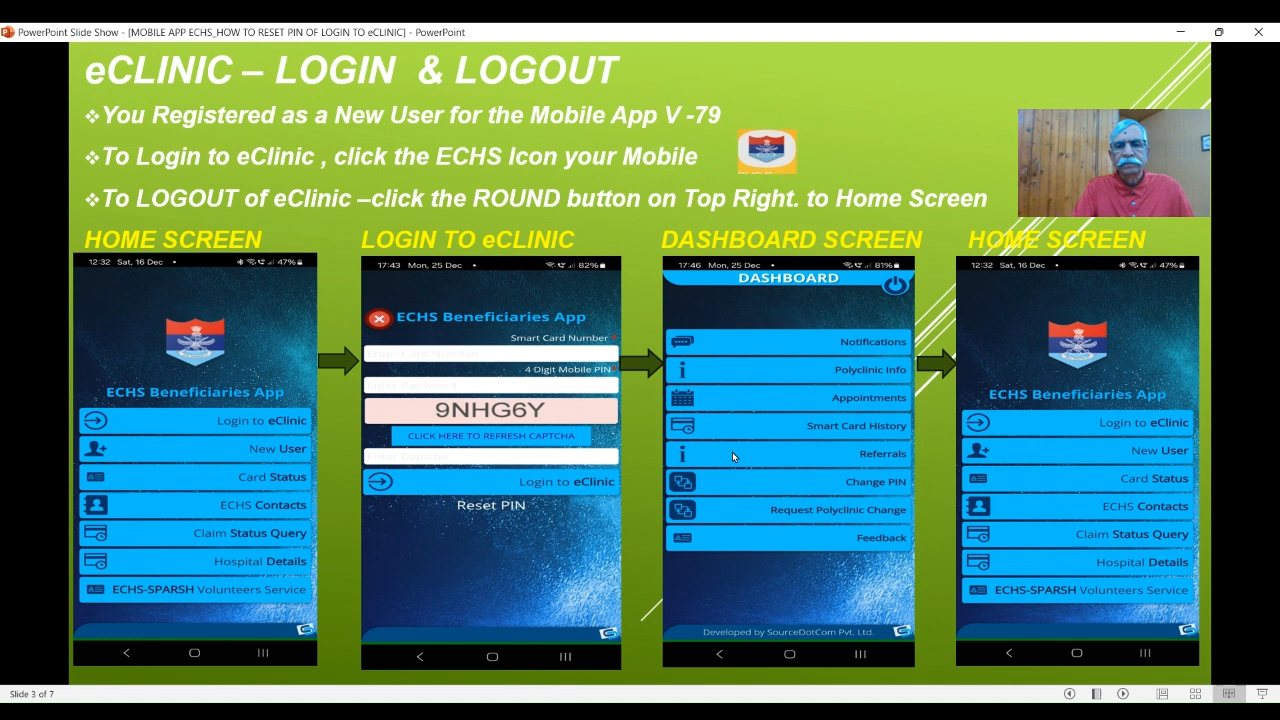 PowerPoint Slide Show - [MOBILE APP ECHS_HOW TO RESET PIN OF LOGIN TO eCLINIC] - PowerPoint
eCLINIC – LOGIN & LOGOUT
❖You Registered as a New User for the Mobile App V -79
❖To Login to eClinic , click the ECHS Icon your Mobile
❖To LOGOUT of eClinic –click the ROUND button on Top Right. to Home Screen
HOME SCREEN
12:32 Sat, 16 Dec • 47%
ECHS Beneficiaries App
Login to eClinic
New User
Card Status
ECHS Contacts
Claim Status Query
Hospital Details
ECHS-SPARSH Volunteers Service
LOGIN TO eCLINIC
17:43 Mon, 25 Dec • 82%
ECHS Beneficiaries App
Smart Card Number *
Enter Card Number
4 Digit Mobile PIN*
Enter Password
9NHG6Y
CLICK HERE TO REFRESH CAPTCHA
Enter Captcha
Login to eClinic
Reset PIN
DASHBOARD SCREEN
17:46 Mon, 25 Dec • 81%
DASHBOARD
Notifications
Polyclinic Info
Appointments
Smart Card History
Referrals
Change PIN
Request Polyclinic Change
Feedback
Developed by SourceDotCom Pvt. Ltd.
HOME SCREEN
12:32 Sat, 16 Dec • 47%
ECHS Beneficiaries App
Login to eClinic
New User
Card Status
ECHS Contacts
Claim Status Query
Hospital Details
ECHS-SPARSH Volunteers Service
Slide 3 of 7